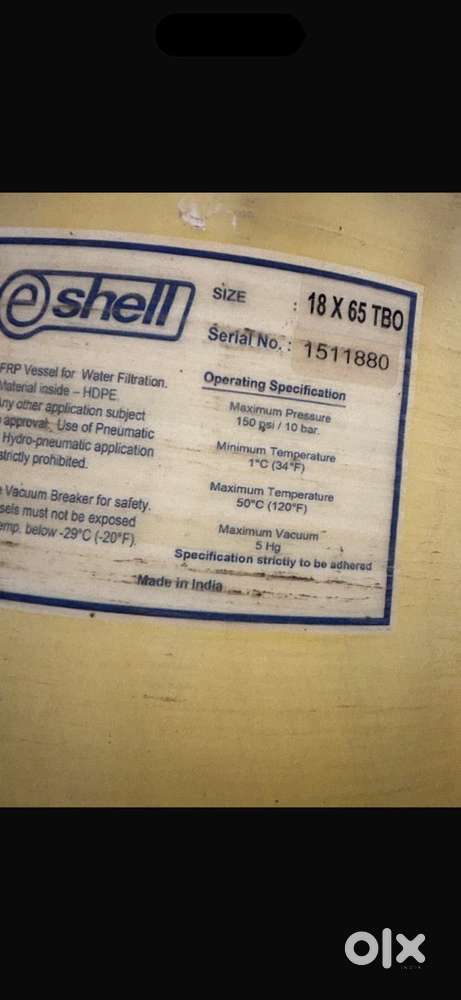 eshell
SIZE : 18 X 65 TBO
Serial No. : 1511880
FRP Vessel for Water Filtration.
Material inside – HDPE.
Any other application subject
approval. Use of Pneumatic
Hydro-pneumatic application
strictly prohibited.
Vacuum Breaker for safety.
sels must not be exposed
emp. below -29°C (-20°F).
Operating Specification
Maximum Pressure
150 psi / 10 bar.
Minimum Temperature
1°C (34°F)
Maximum Temperature
50°C (120°F)
Maximum Vacuum
5 Hg
Specification strictly to be adhered
Made in India
olx
INDIA